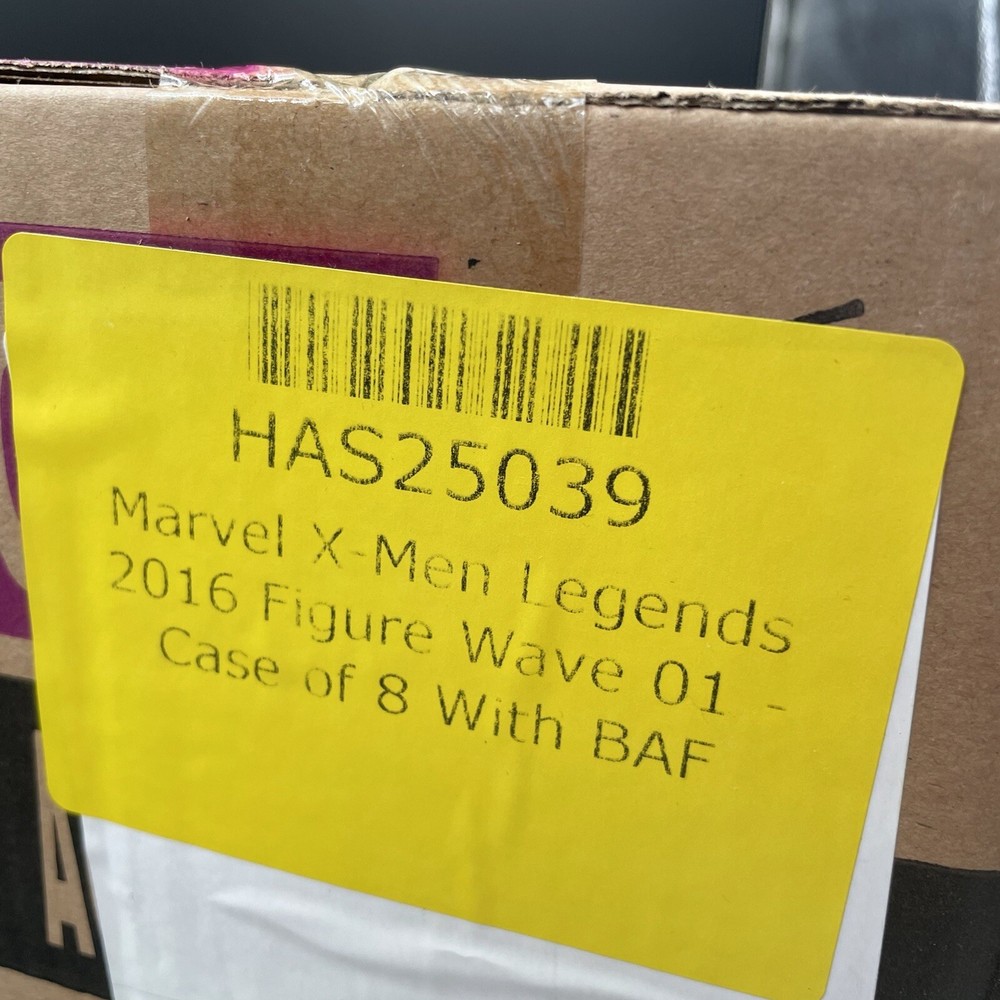 HAS25039
Marvel X-Men Legends
2016 Figure Wave 01 -
Case of 8 With BAF
A